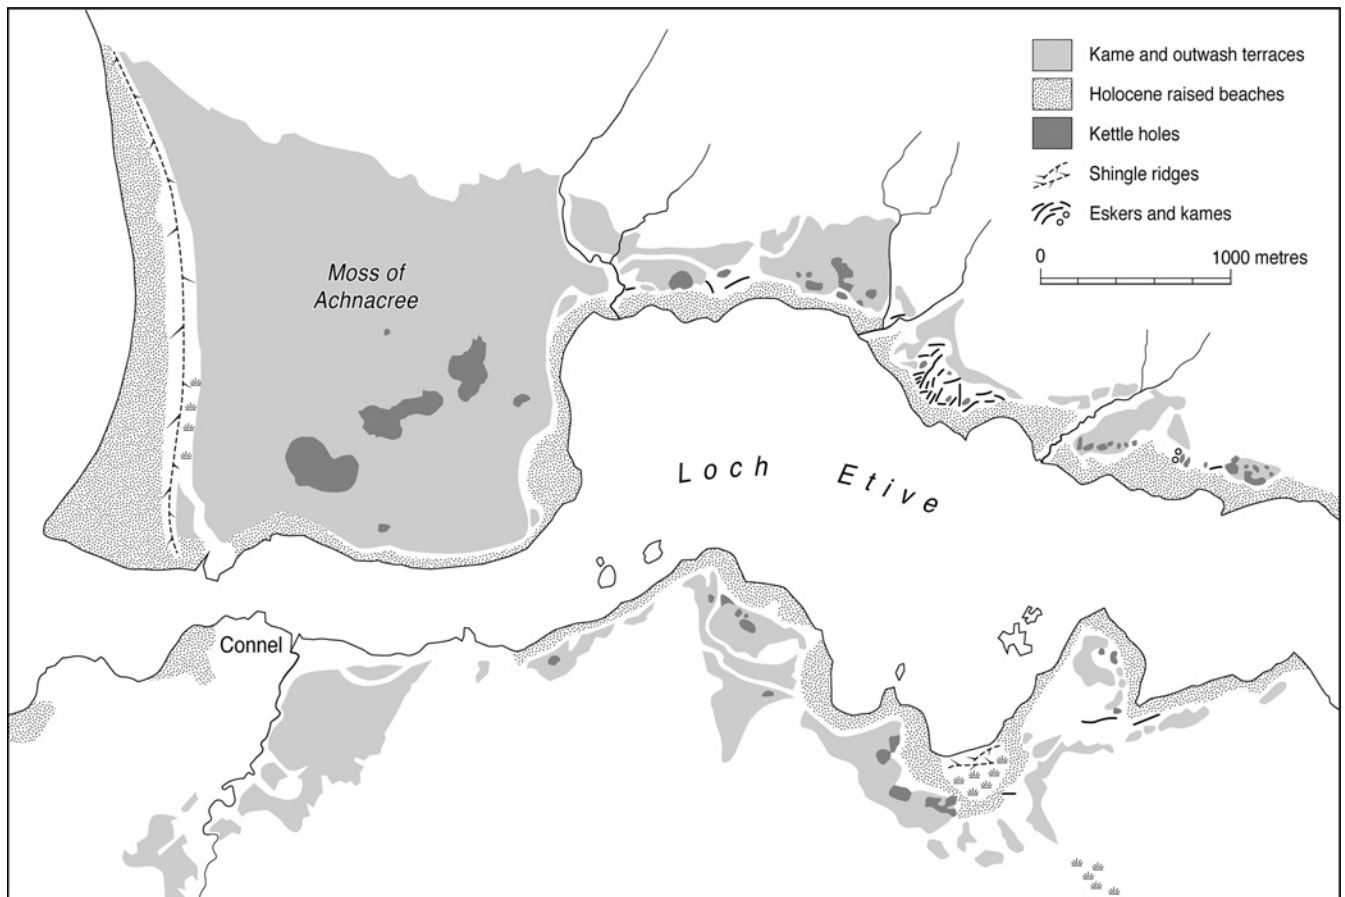 Kame and outwash terraces
Holocene raised beaches
Kettle holes
Shingle ridges
Eskers and kames
0 1000 metres
Moss of
Achnacree
Loch Etive
Connel